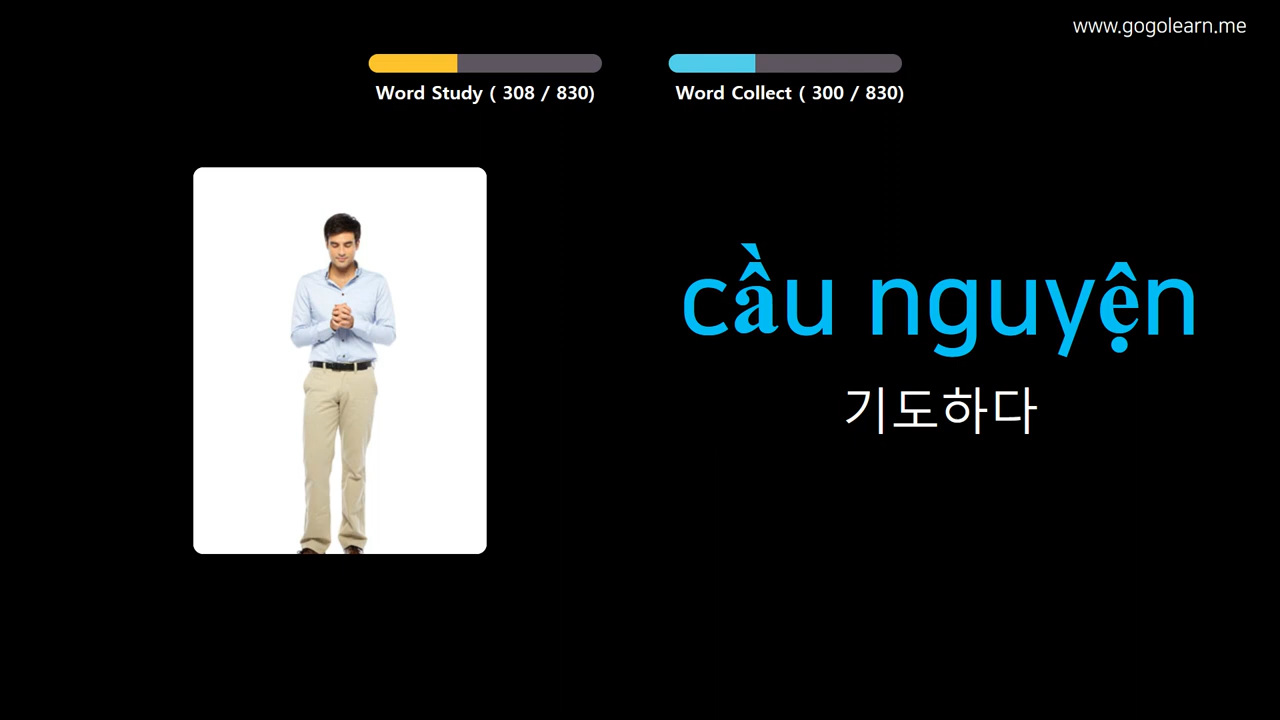 www.gogolearn.me
Word Study ( 308 / 830)
Word Collect ( 300 / 830)
cầu nguyện
기도하다